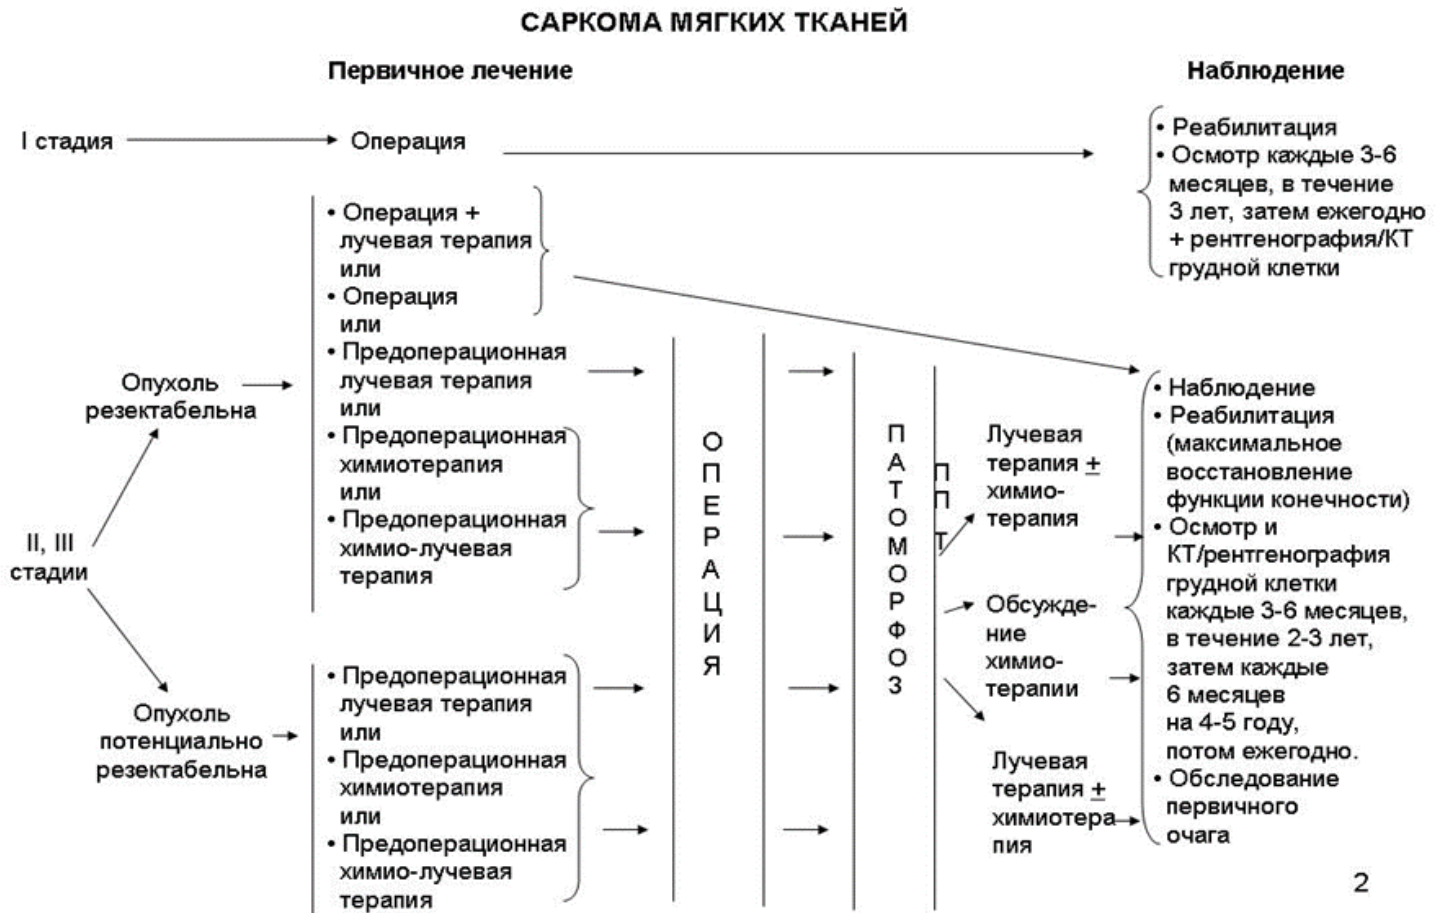 САРКОМА МЯГКИХ ТКАНЕЙ
Первичное лечение
Наблюдение
I стадия
Операция
• Реабилитация
• Осмотр каждые 3-6
месяцев, в течение
3 лет, затем ежегодно
+ рентгенография/КТ
грудной клетки
• Операция +
лучевая терапия
или
• Операция
или
• Предоперационная
лучевая терапия
или
• Предоперационная
химиотерапия
или
• Предоперационная
химио-лучевая
терапия
Опухоль
резектабельна
II, III
стадии
Опухоль
потенциально
резектабельна
• Предоперационная
лучевая терапия
или
• Предоперационная
химиотерапия
или
• Предоперационная
химио-лучевая
терапия
О
П
Е
Р
А
Ц
И
Я
П
А
Т
О
М
О
Р
Ф
О
З
П
П
Т
Лучевая
терапия ±
химио-
терапия
Обсужде-
ние
химио-
терапии
Лучевая
терапия ±
химиотера
пия
• Наблюдение
• Реабилитация
(максимальное
восстановление
функции конечности)
• Осмотр и
КТ/рентгенография
грудной клетки
каждые 3-6 месяцев,
в течение 2-3 лет,
затем каждые
6 месяцев
на 4-5 году,
потом ежегодно.
• Обследование
первичного
очага
2